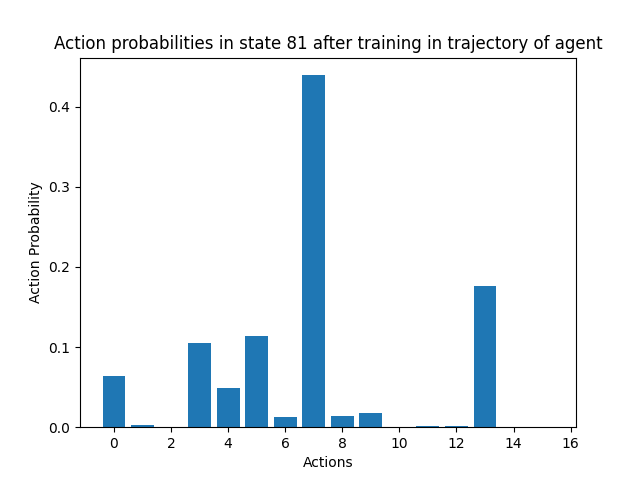 Action probabilities in state 81 after training in trajectory of agent
0.4
0.3
0.2
0.1
0.0
Action Probability
0 2 4 6 8 10 12 14 16
Actions